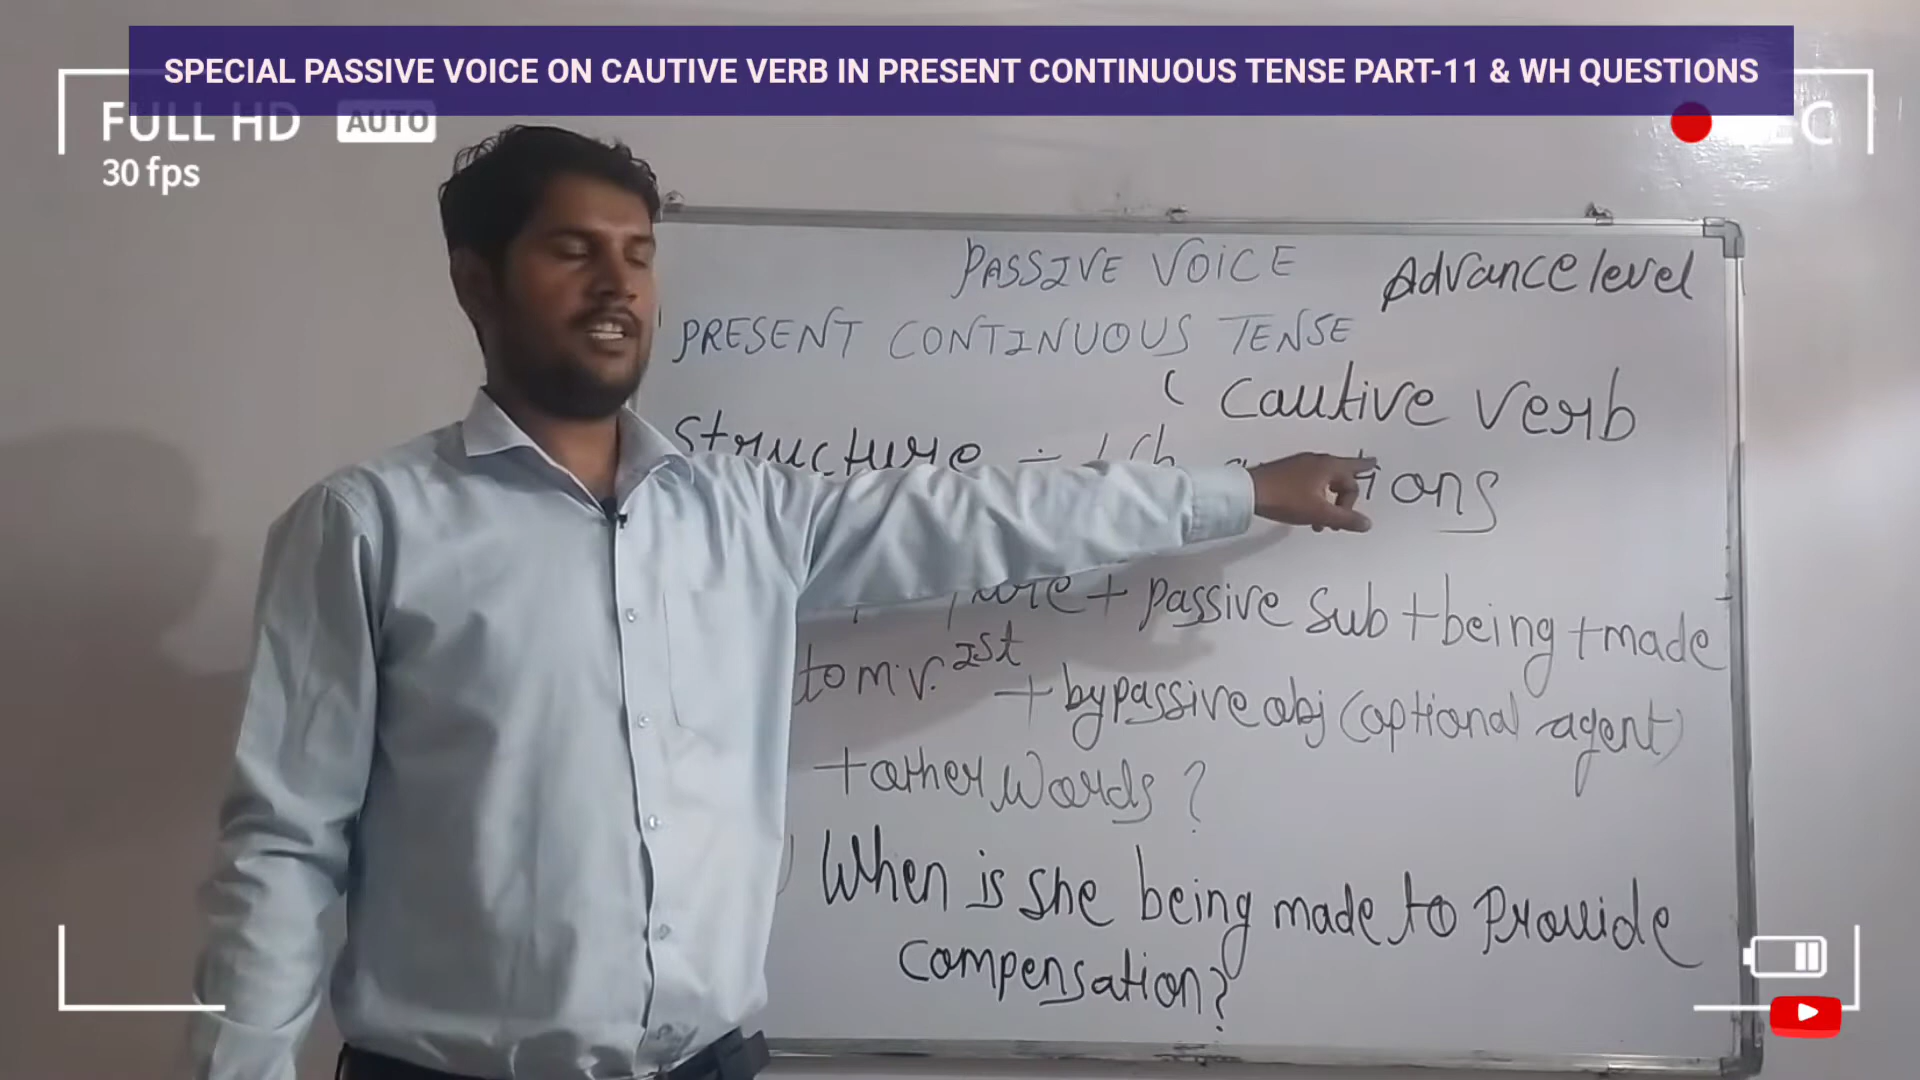 SPECIAL PASSIVE VOICE ON CAUTIVE VERB IN PRESENT CONTINUOUS TENSE PART-11 & WH QUESTIONS
FULL HD AUTO
30 fps
PASSIVE VOICE Advance level
PRESENT CONTINUOUS TENSE
( Cautive verb
Structure
+ passive sub + being + made
to m.v. 1st + by passive obj (optional agent)
+ other words ?
When is she being made to provide
compensation?